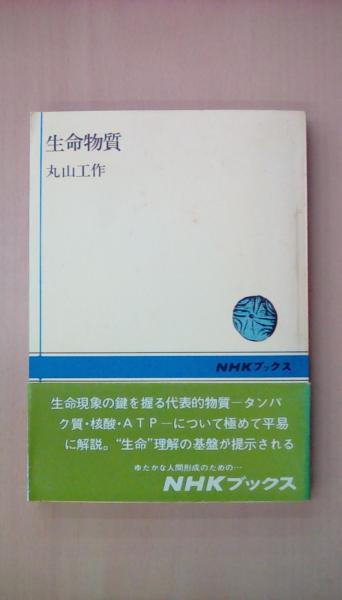 生命物質
丸山工作
NHKブックス
生命現象の鍵を握る代表的物質—タンパ
ク質・核酸・ATP—について極めて平易
に解説。“生命”理解の基盤が提示される
ゆたかな人間形成のための…
NHKブックス